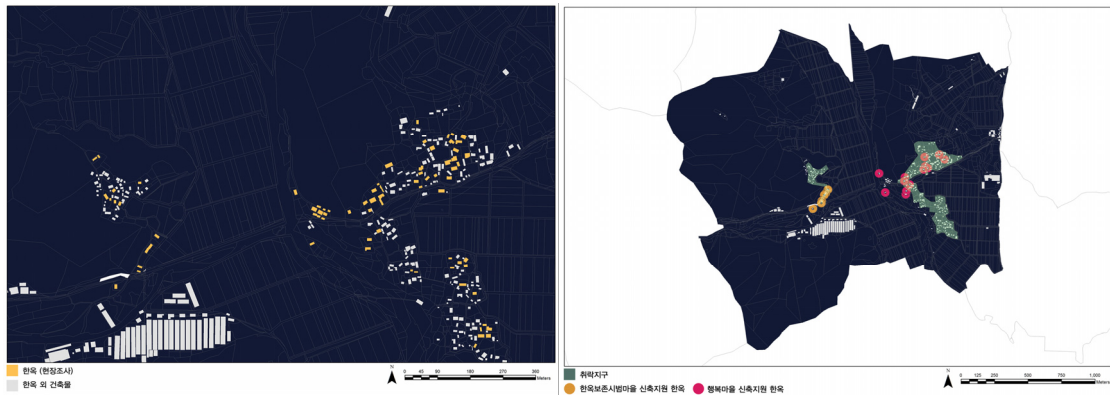 한옥 (현장조사)
한옥 외 건축물
N
0 45 90 180 270 360
Meters
취락지구
한옥보존시범마을 신축지원 한옥 행복마을 신축지원 한옥
N
0 125 250 500 750 1,000
Meters